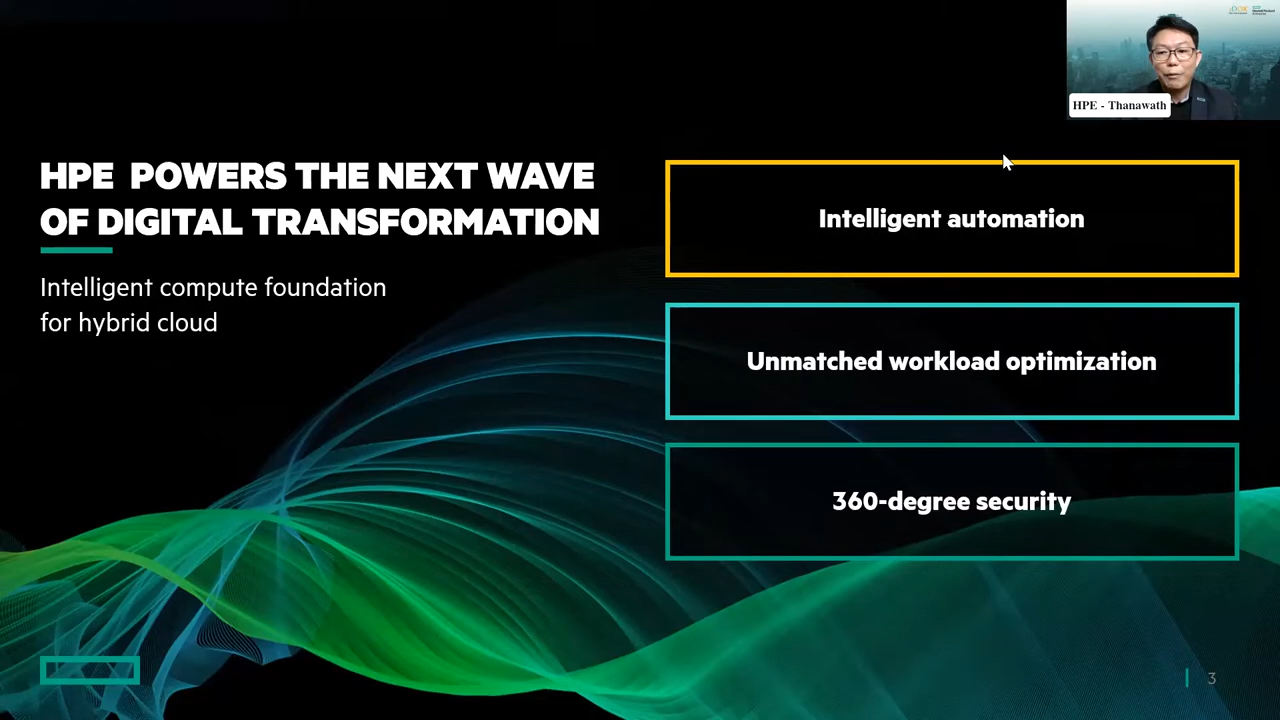 HPE - Thanawath
HPE POWERS THE NEXT WAVE
OF DIGITAL TRANSFORMATION
Intelligent compute foundation
for hybrid cloud
Intelligent automation
Unmatched workload optimization
360-degree security
3